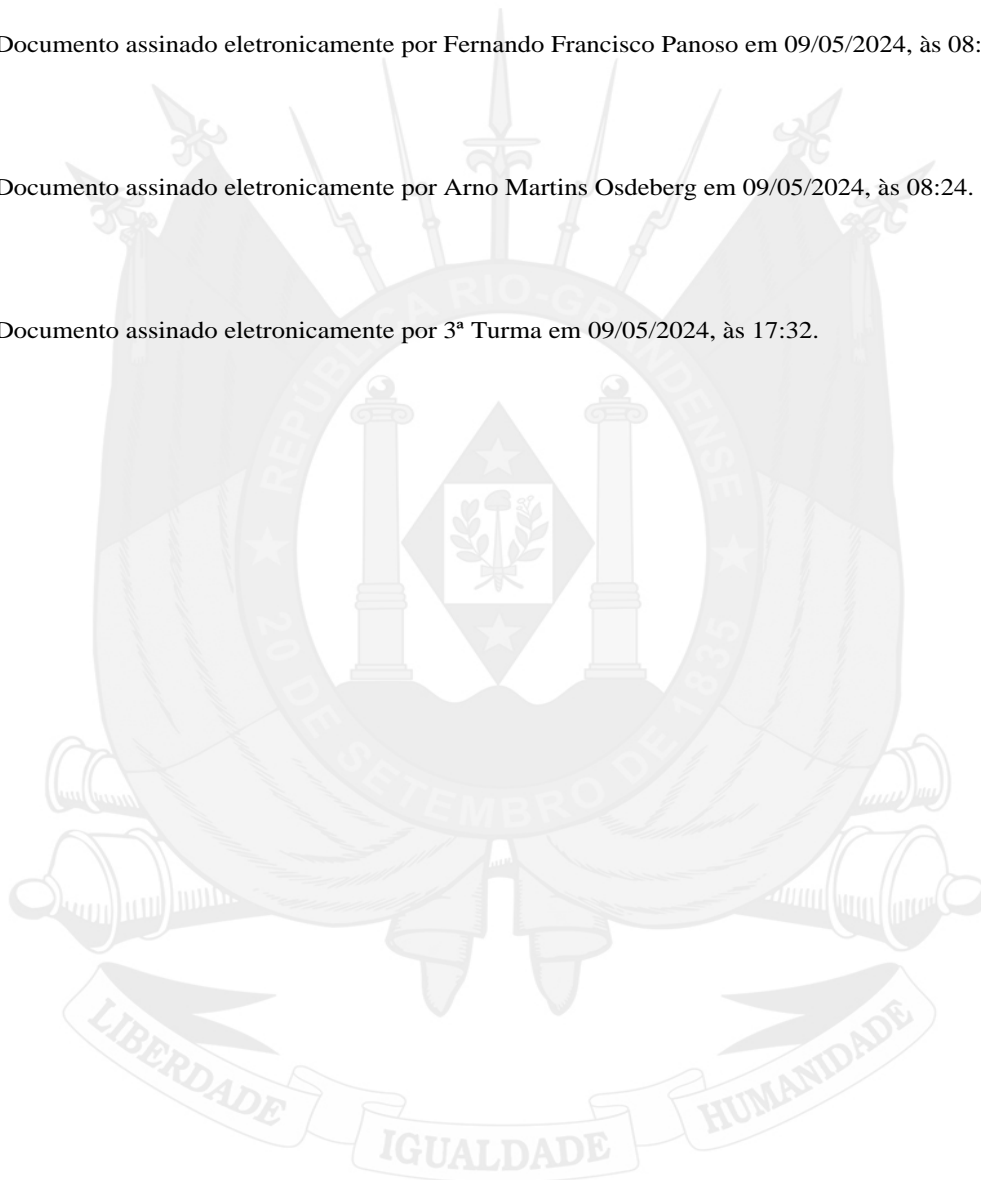 Documento assinado eletronicamente por Fernando Francisco Panoso em 09/05/2024, às 08:
Documento assinado eletronicamente por Arno Martins Osdeberg em 09/05/2024, às 08:24.
Documento assinado eletronicamente por 3ª Turma em 09/05/2024, às 17:32.
REPÚBLICA RIO-GRANDENSE
20 DE SETEMBRO DE 1835
LIBERDADE
IGUALDADE
HUMANIDADE